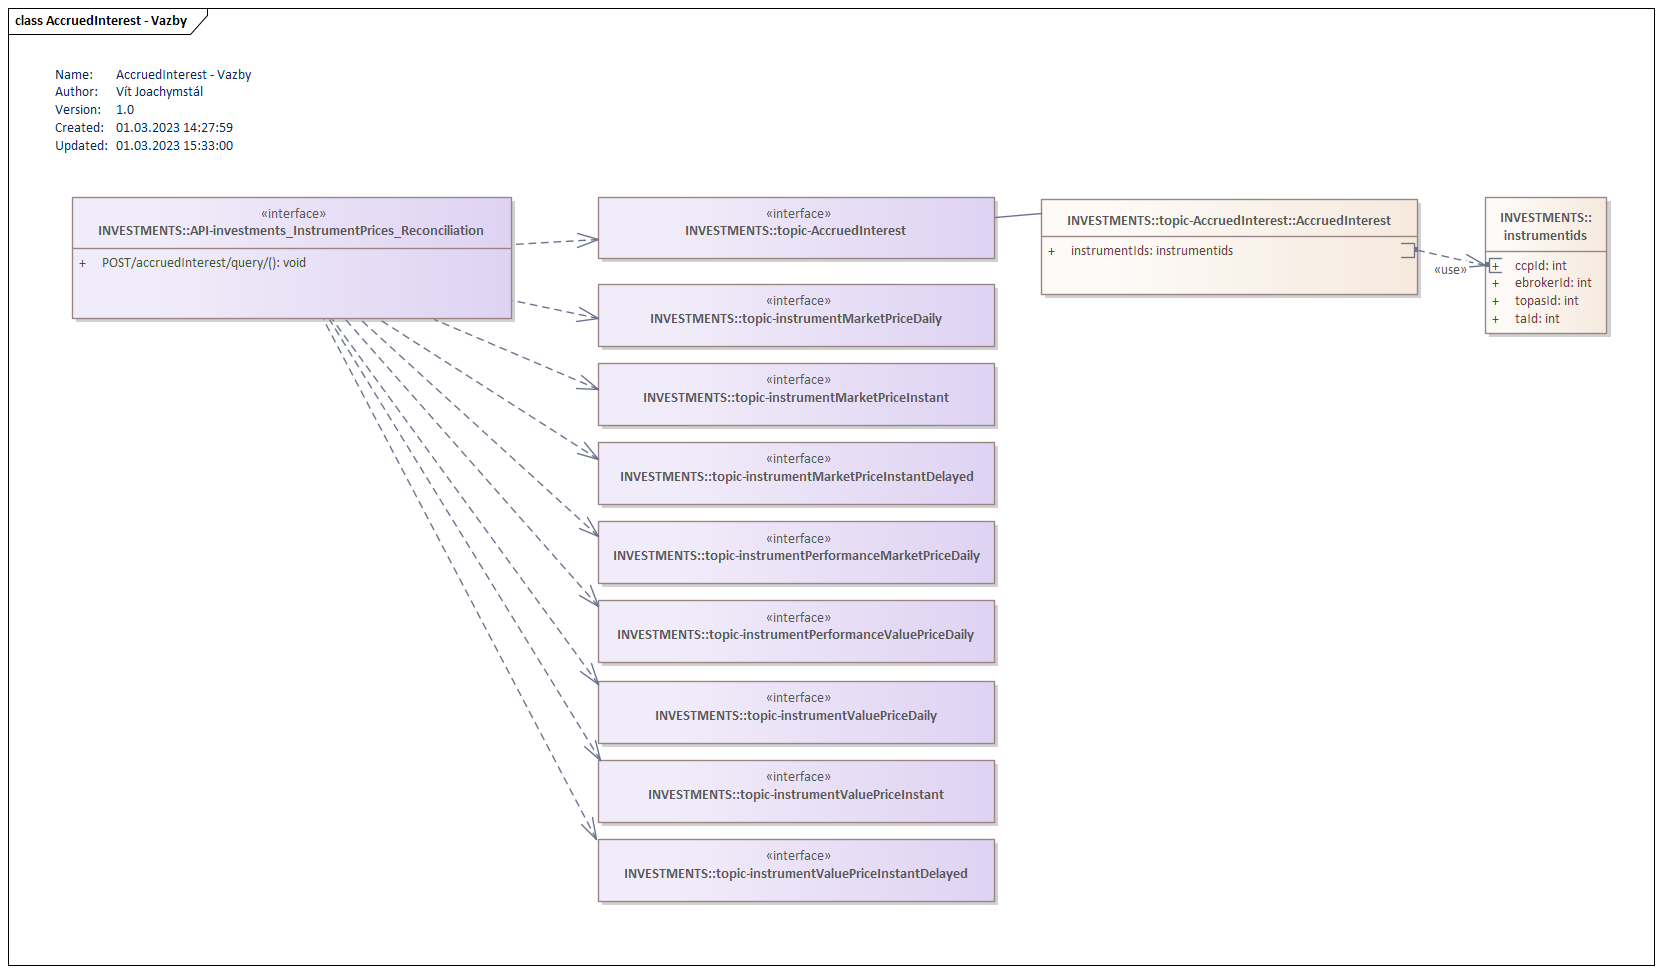 class AccruedInterest - Vazby
Name: AccruedInterest - Vazby
Author: Vít Joachymstál
Version: 1.0
Created: 01.03.2023 14:27:59
Updated: 01.03.2023 15:33:00
«interface»
INVESTMENTS::API-investments_InstrumentPrices_Reconciliation
+ POST/accruedInterest/query/(): void
«interface»
INVESTMENTS::topic-AccruedInterest
INVESTMENTS::topic-AccruedInterest::AccruedInterest
+ instrumentIds: instrumentids
«use»
INVESTMENTS::
instrumentids
+ ccpId: int
+ ebrokerId: int
+ topasId: int
+ taId: int
«interface»
INVESTMENTS::topic-instrumentMarketPriceDaily
«interface»
INVESTMENTS::topic-instrumentMarketPriceInstant
«interface»
INVESTMENTS::topic-instrumentMarketPriceInstantDelayed
«interface»
INVESTMENTS::topic-instrumentPerformanceMarketPriceDaily
«interface»
INVESTMENTS::topic-instrumentPerformanceValuePriceDaily
«interface»
INVESTMENTS::topic-instrumentValuePriceDaily
«interface»
INVESTMENTS::topic-instrumentValuePriceInstant
«interface»
INVESTMENTS::topic-instrumentValuePriceInstantDelayed